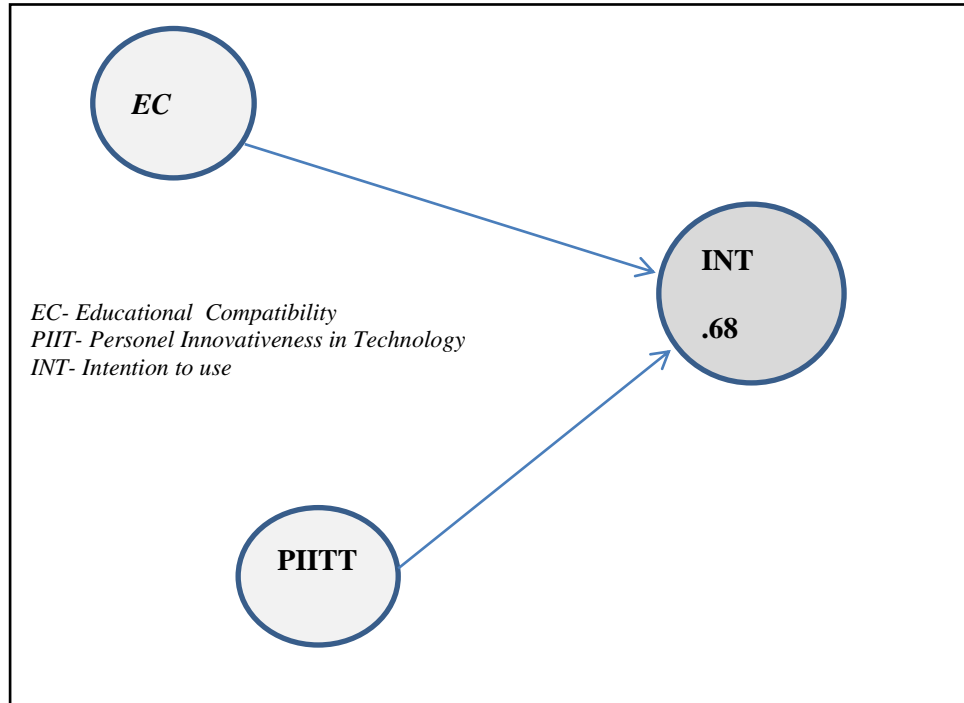 EC
INT
.68
EC- Educational Compatibility
PIIT- Personel Innovativeness in Technology
INT- Intention to use
PIITT